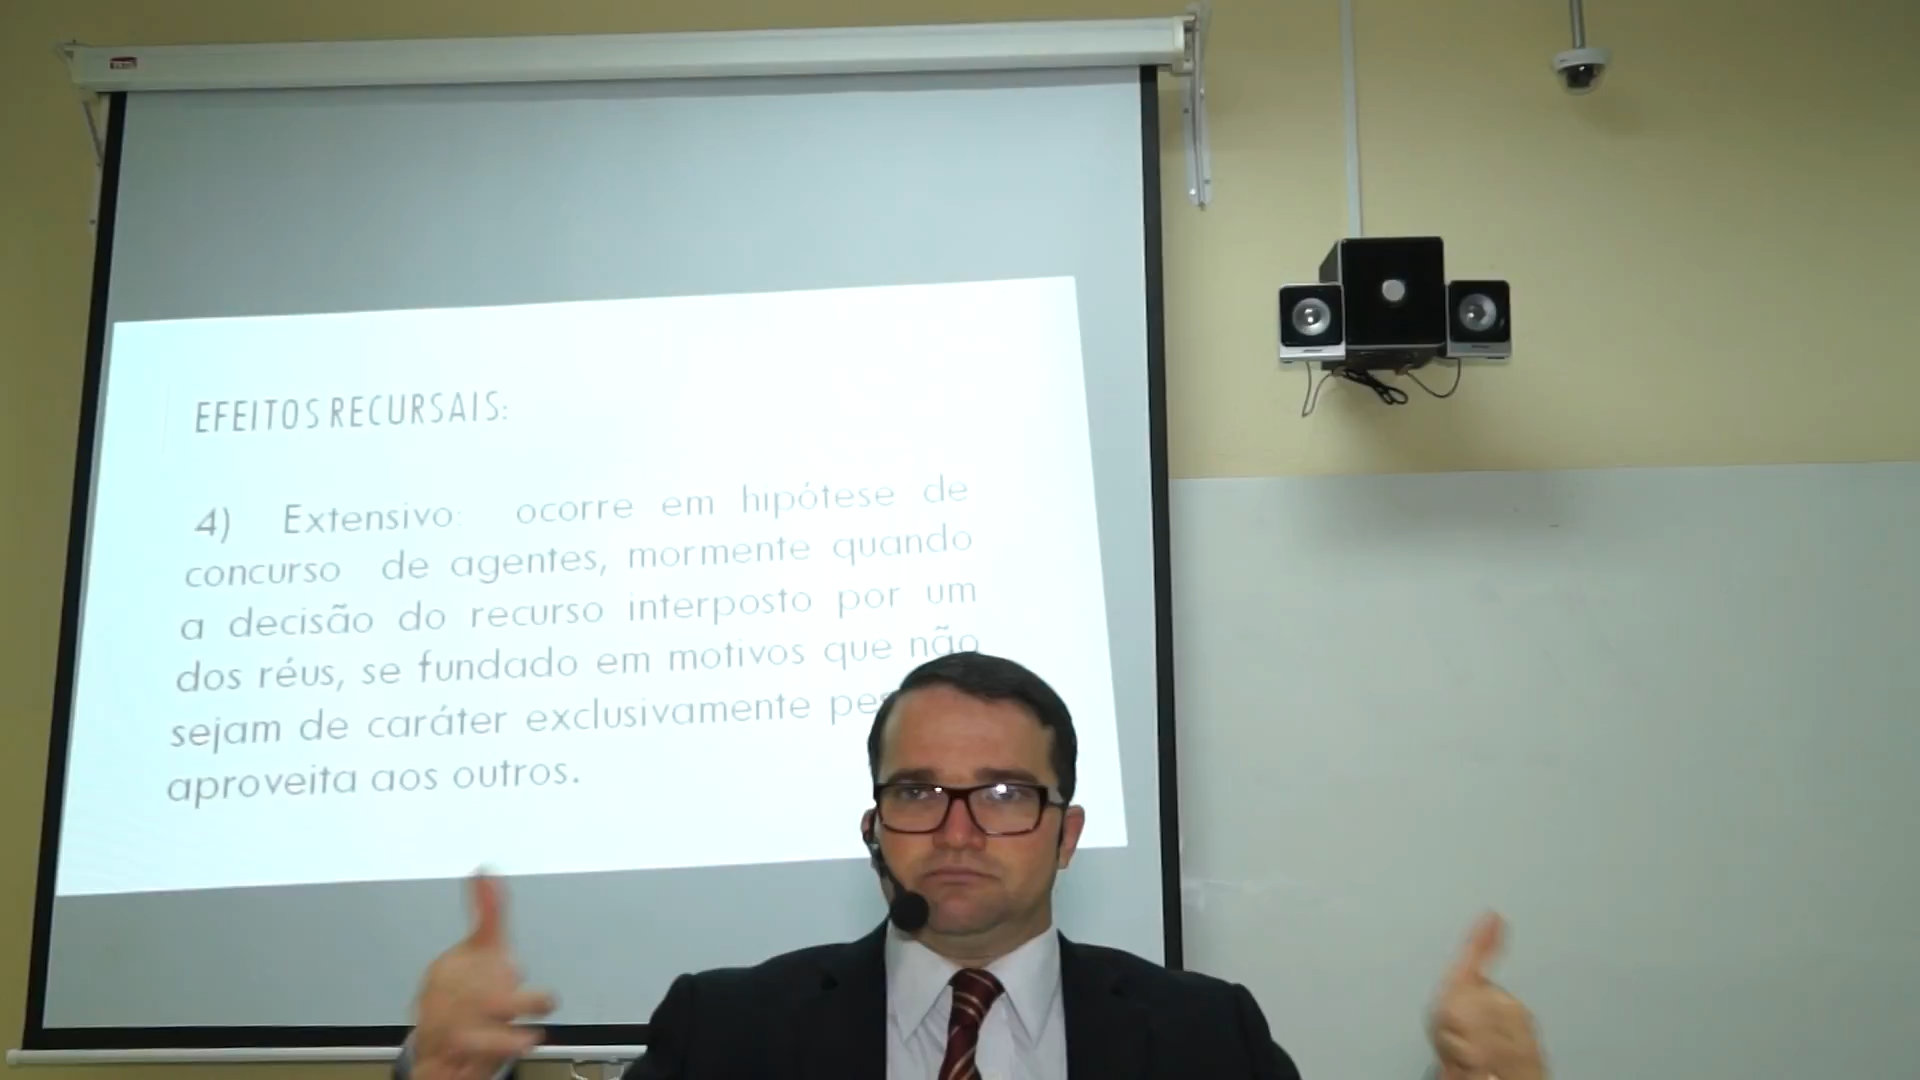 EFEITOS RECURSAIS:
4) Extensivo: ocorre em hipótese de
concurso de agentes, mormente quando
a decisão do recurso interposto por um
dos réus, se fundado em motivos que não
sejam de caráter exclusivamente
aproveita aos outros.